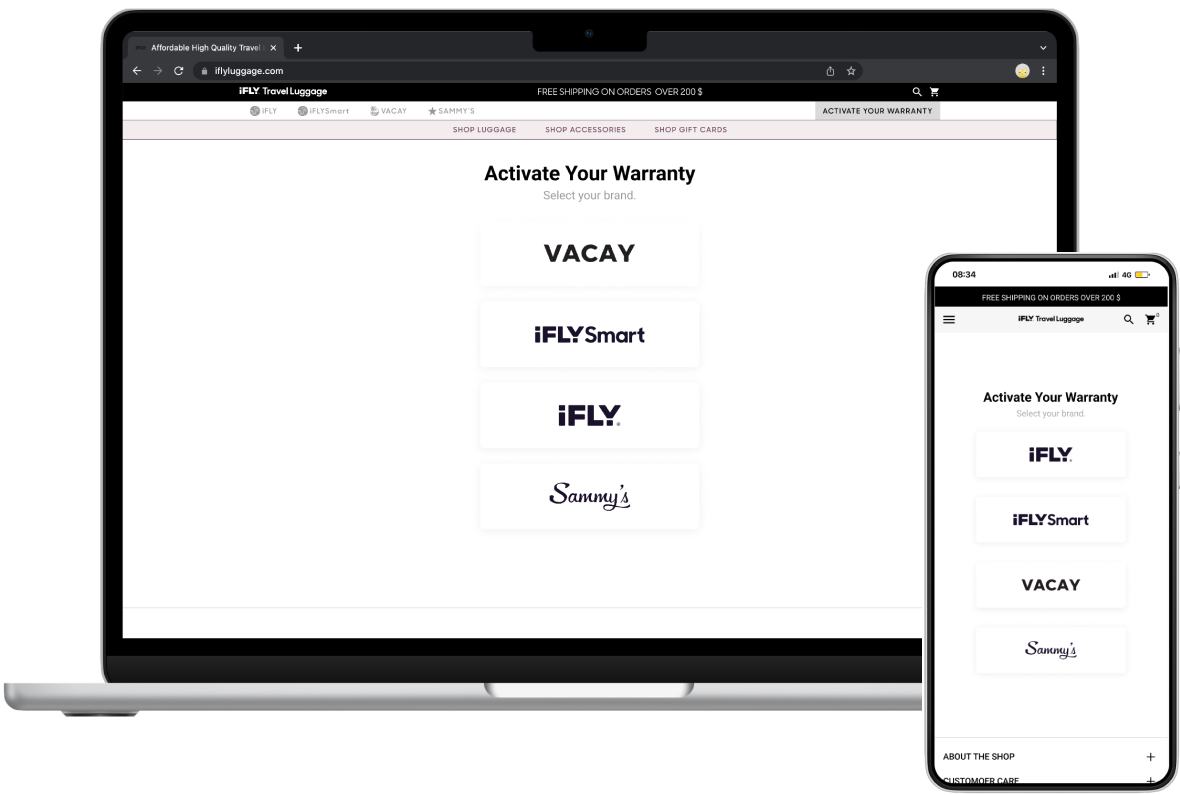 Affordable High Quality Travel
iflyluggage.com
iFLY Travel Luggage
FREE SHIPPING ON ORDERS OVER 200 $
iFLY
iFLYSmart
VACAY
SAMMY'S
ACTIVATE YOUR WARRANTY
SHOP LUGGAGE
SHOP ACCESSORIES
SHOP GIFT CARDS
Activate Your Warranty
Select your brand.
VACAY
iFLYSmart
iFLY®
Sammy's
08:34
4G
FREE SHIPPING ON ORDERS OVER 200 $
iFLY Travel Luggage
0
Activate Your Warranty
Select your brand.
iFLY
iFLYSmart
VACAY
Sammy's
ABOUT THE SHOP
CUSTOMOER CARE